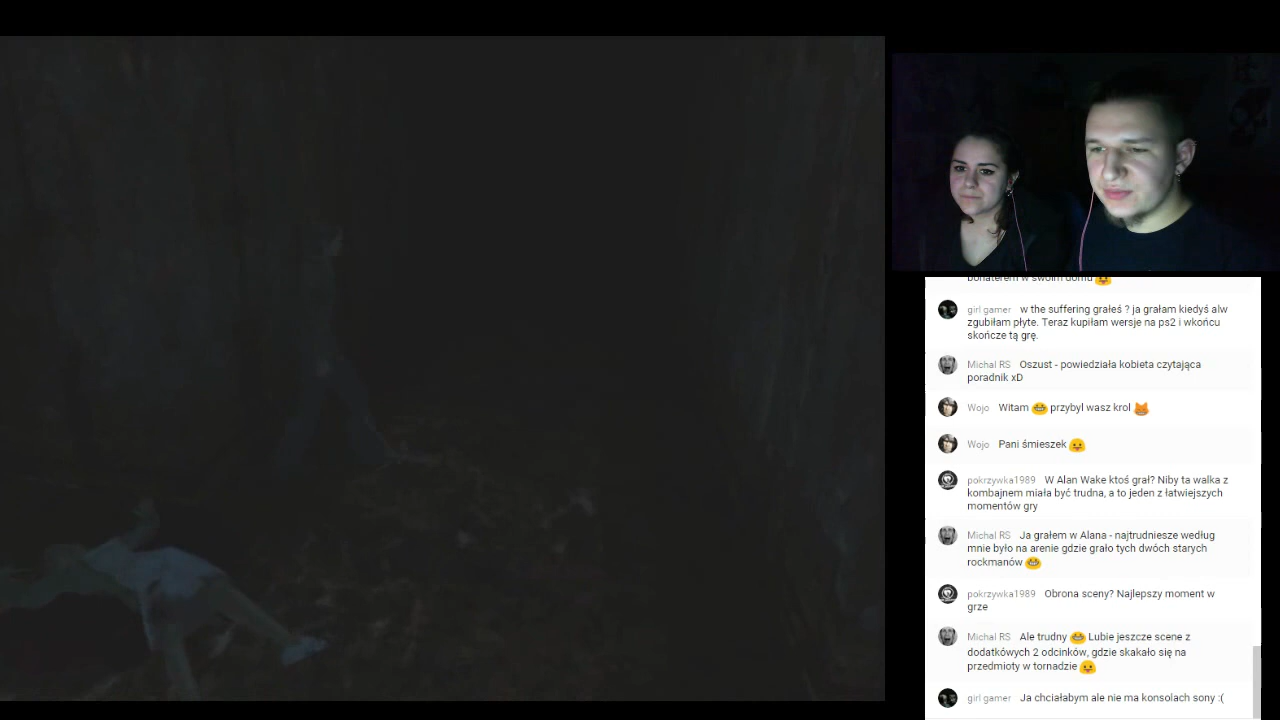 bohaterem w swoim domu
girl gamer w the suffering grałeś ? ja grałam kiedyś alw
zgubiłam płyte. Teraz kupiłam wersje na ps2 i wkońcu
skończe tą grę.
Michal RS Oszust - powiedziała kobieta czytająca
poradnik xD
Wojo Witam 😂 przybyl wasz krol 😸
Wojo Pani śmieszek 😛
pokrzywka1989 W Alan Wake ktoś grał? Niby ta walka z
kombajnem miała być trudna, a to jeden z łatwiejszych
momentów gry
Michal RS Ja grałem w Alana - najtrudniesze według
mnie było na arenie gdzie grało tych dwóch starych
rockmanów 😂
pokrzywka1989 Obrona sceny? Najlepszy moment w
grze
Michal RS Ale trudny 😂 Lubie jeszcze scene z
dodatkówych 2 odcinków, gdzie skakało się na
przedmioty w tornadzie 😛
girl gamer Ja chciałabym ale nie ma konsolach sony :(